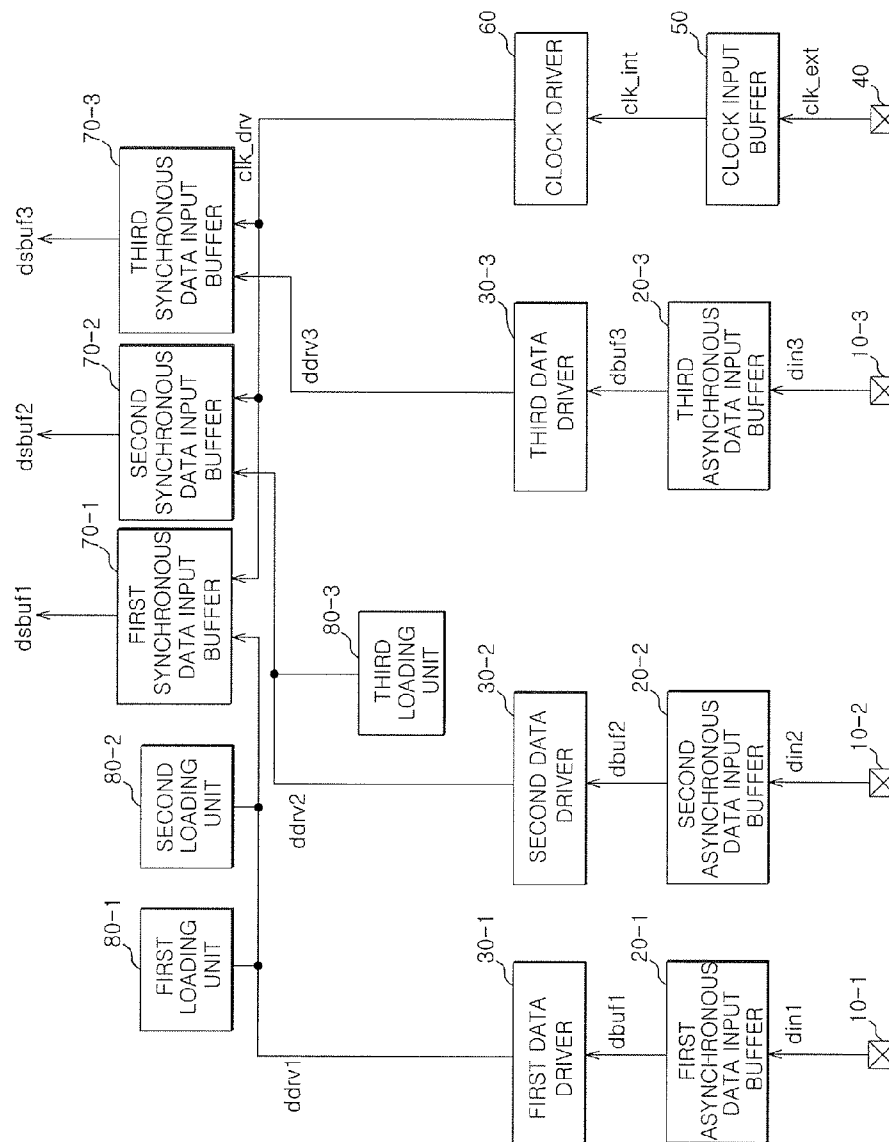 dsbuf1
dsbuf2
dsbuf3
80-1
FIRST
LOADING
UNIT
80-2
SECOND
LOADING
UNIT
70-1
FIRST
SYNCHRONOUS
DATA INPUT
BUFFER
70-2
SECOND
SYNCHRONOUS
DATA INPUT
BUFFER
70-3
THIRD
SYNCHRONOUS
DATA INPUT
BUFFER
clk_drv
ddrv1
ddrv2
80-3
THIRD
LOADING
UNIT
ddrv3
30-1
FIRST DATA
DRIVER
30-2
SECOND DATA
DRIVER
30-3
THIRD DATA
DRIVER
60
CLOCK DRIVER
dbuf1
dbuf2
dbuf3
clk_int
20-1
FIRST
ASYNCHRONOUS
DATA INPUT
BUFFER
20-2
SECOND
ASYNCHRONOUS
DATA INPUT
BUFFER
20-3
THIRD
ASYNCHRONOUS
DATA INPUT
BUFFER
50
CLOCK INPUT
BUFFER
din1
din2
din3
clk_ext
10-1
10-2
10-3
40